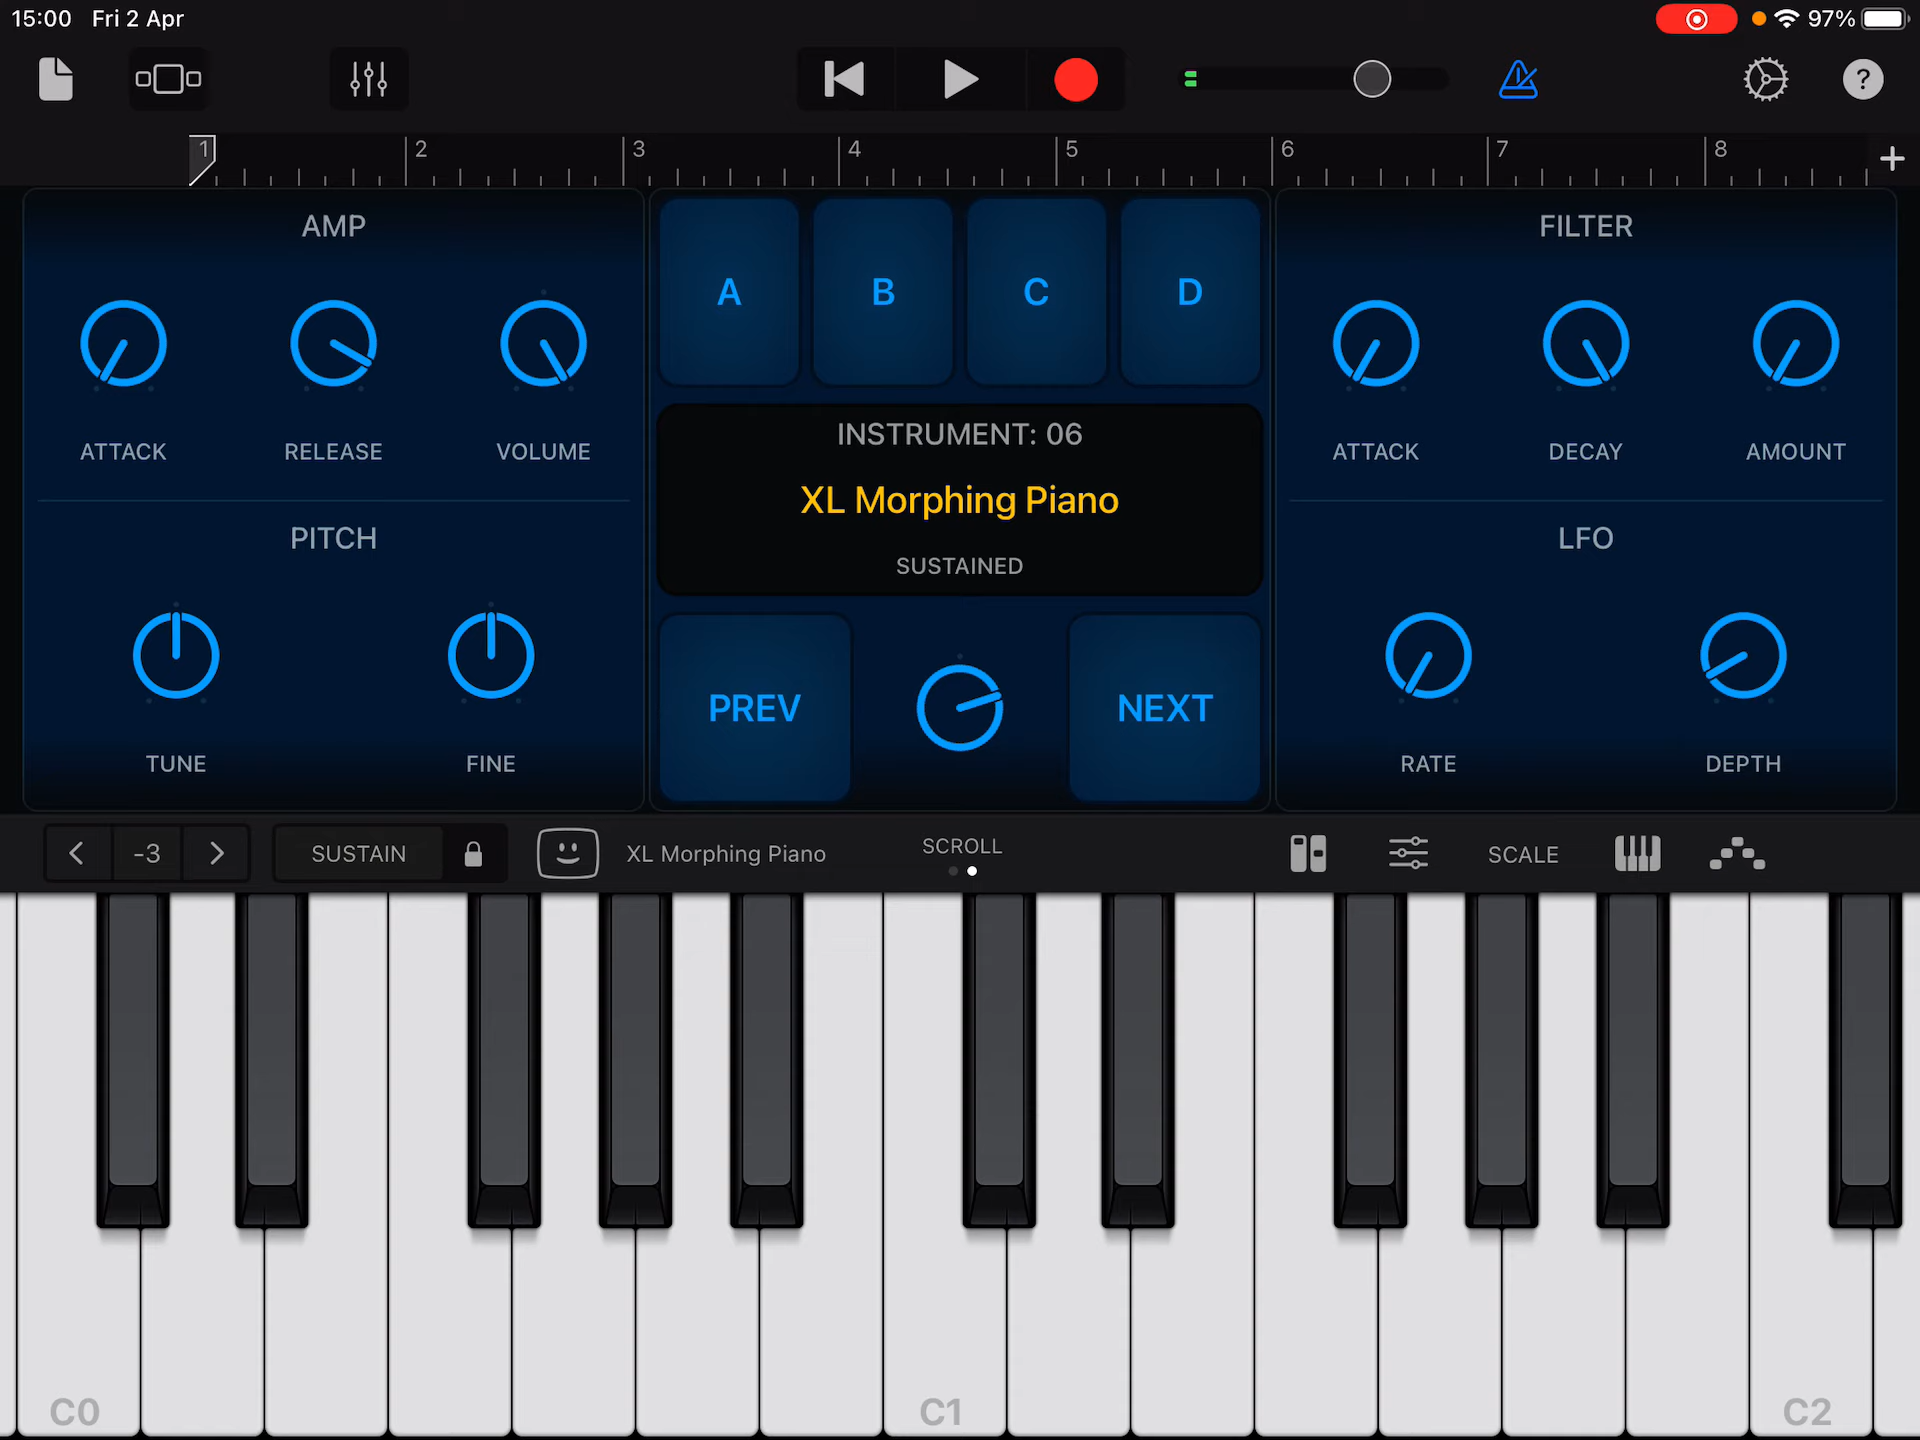 15:00 Fri 2 Apr
97%
?
1 2 3 4 5 6 7 8 +
AMP
ATTACK RELEASE VOLUME
PITCH
TUNE FINE
A B C D
INSTRUMENT: 06
XL Morphing Piano
SUSTAINED
PREV NEXT
FILTER
ATTACK DECAY AMOUNT
LFO
RATE DEPTH
-3 SUSTAIN XL Morphing Piano SCROLL SCALE
C0 C1 C2